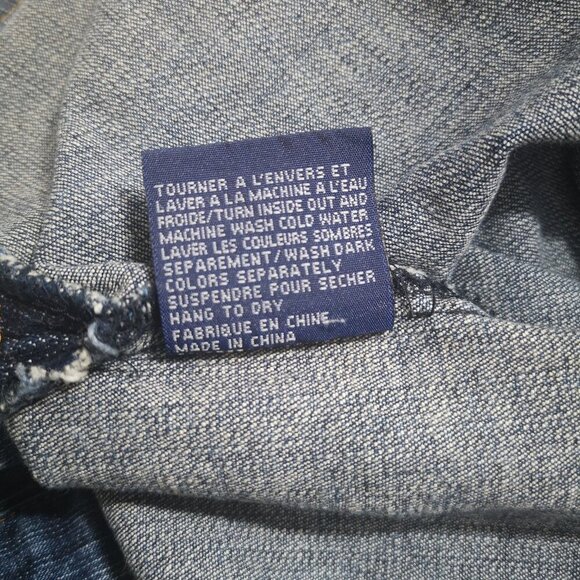 TOURNER A L'ENVERS ET
LAVER A LA MACHINE A L'EAU
FROIDE/TURN INSIDE OUT AND
MACHINE WASH COLD WATER
LAVER LES COULEURS SOMBRES
SEPAREMENT/WASH DARK
COLORS SEPARATELY
SUSPENDRE POUR SECHER
HANG TO DRY
FABRIQUE EN CHINE
MADE IN CHINA